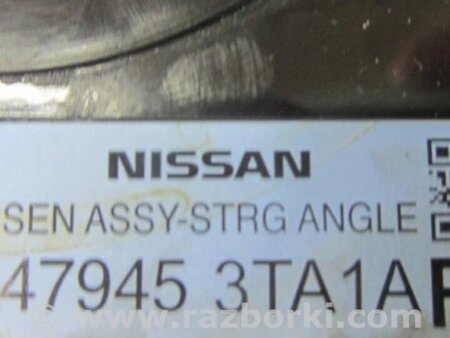 NISSAN
SEN ASSY-STRG ANGLE
47945 3TA1A
© www.razborki.com